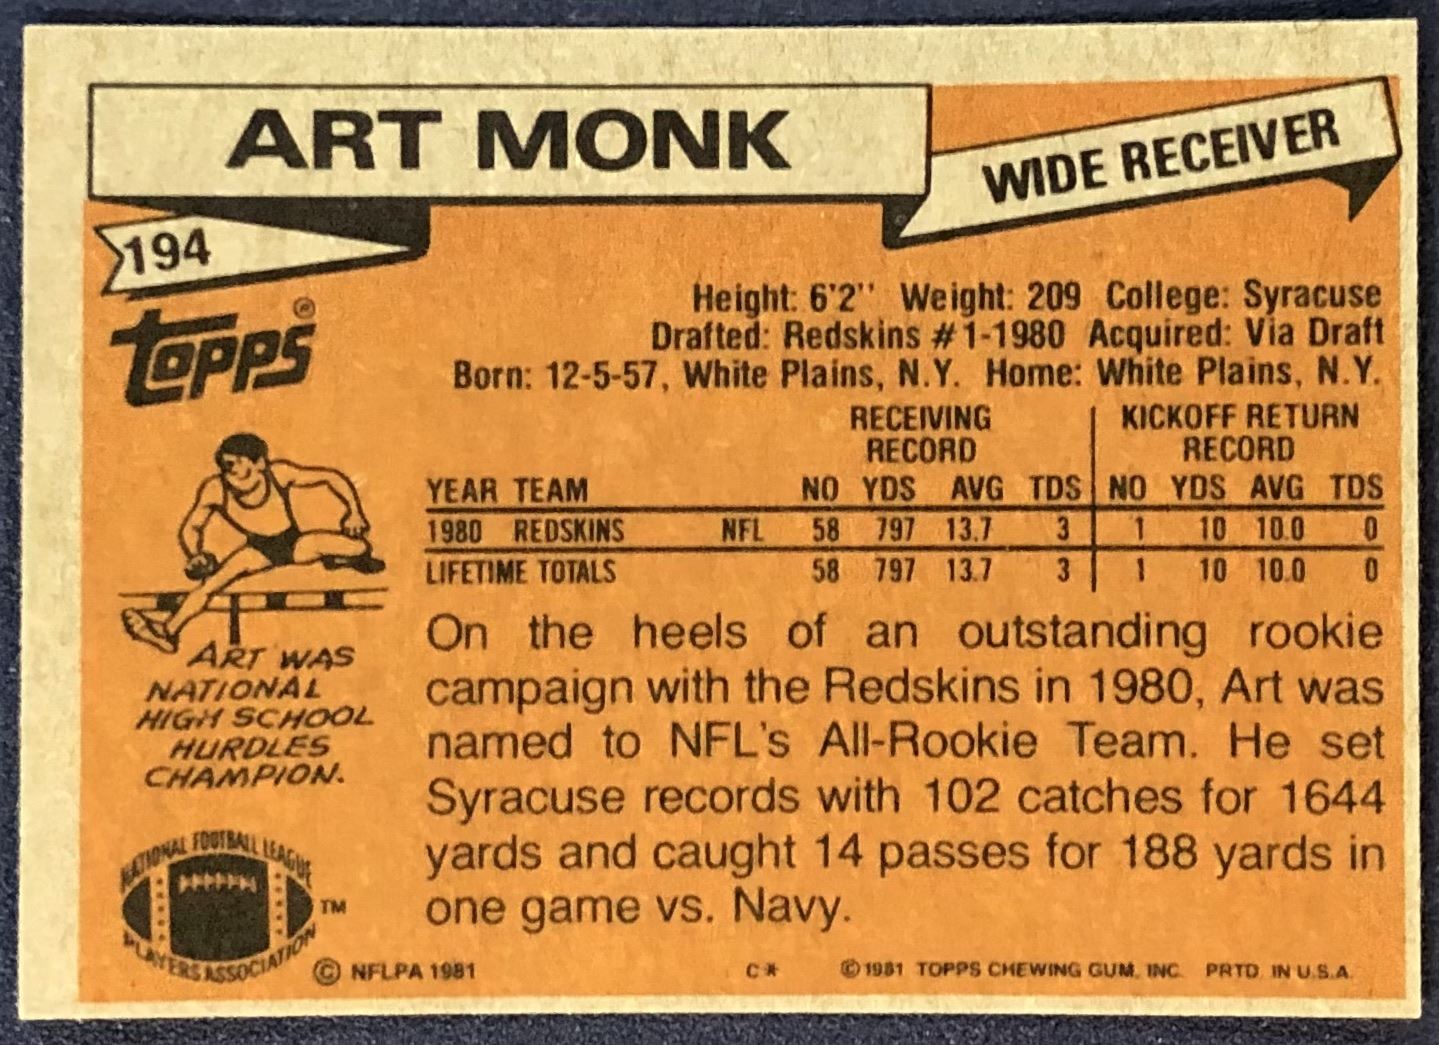 ART MONK
WIDE RECEIVER
194
TOPPS®
Height: 6'2" Weight: 209 College: Syracuse
Drafted: Redskins #1-1980 Acquired: Via Draft
Born: 12-5-57, White Plains, N.Y. Home: White Plains, N.Y.
RECEIVING RECORD KICKOFF RETURN RECORD
YEAR TEAM NO YDS AVG TDS NO YDS AVG TDS
1980 REDSKINS NFL 58 797 13.7 3 1 10 10.0 0
LIFETIME TOTALS 58 797 13.7 3 1 10 10.0 0
ART WAS
NATIONAL
HIGH SCHOOL
HURDLES
CHAMPION.
On the heels of an outstanding rookie
campaign with the Redskins in 1980, Art was
named to NFL's All-Rookie Team. He set
Syracuse records with 102 catches for 1644
yards and caught 14 passes for 188 yards in
one game vs. Navy.
NATIONAL FOOTBALL LEAGUE
PLAYERS ASSOCIATION
TM
© NFLPA 1981
C*
© 1981 TOPPS CHEWING GUM, INC. PRTD. IN U.S.A.